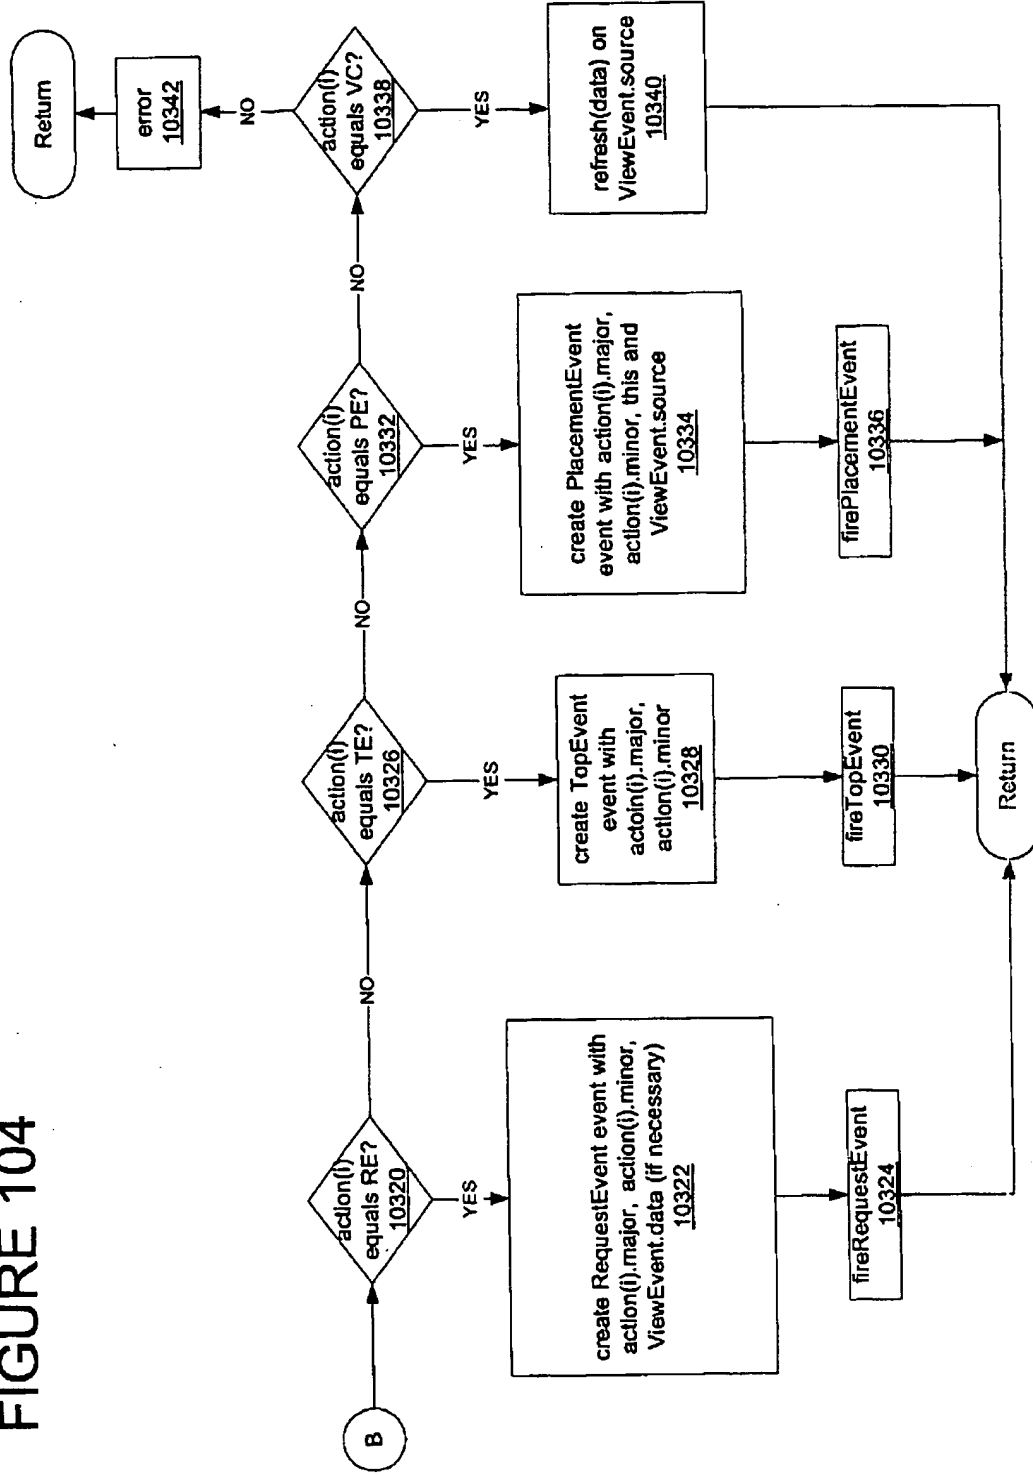 FIGURE 104
B
action(i)
equals RE?
10320
NO
YES
create RequestEvent event with
action(i).major, action(i).minor,
ViewEvent.data (if necessary)
10322
fireRequestEvent
10324
action(i)
equals TE?
10326
NO
YES
create TopEvent
event with
actoin(i).major,
action(i).minor
10328
fireTopEvent
10330
action(i)
equals PE?
10332
NO
YES
create PlacementEvent
event with action(i).major,
action(i).minor, this and
ViewEvent.source
10334
firePlacementEvent
10336
action(i)
equals VC?
10338
NO
YES
error
10342
Return
refresh(data) on
ViewEvent.source
10340
Return